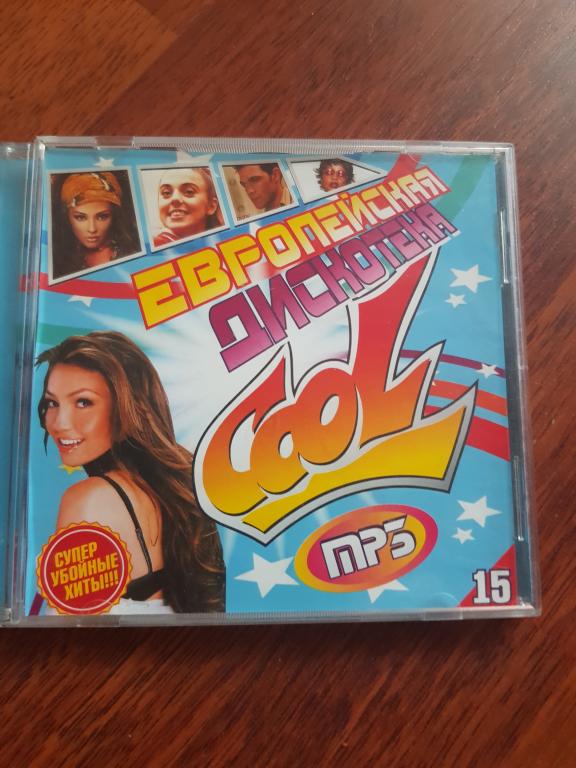 ЕВРОПЕЙСКАЯ
ДИСКОТЕКА
COOL
MP3
СУПЕР
УБОЙНЫЕ
ХИТЫ!!!
15